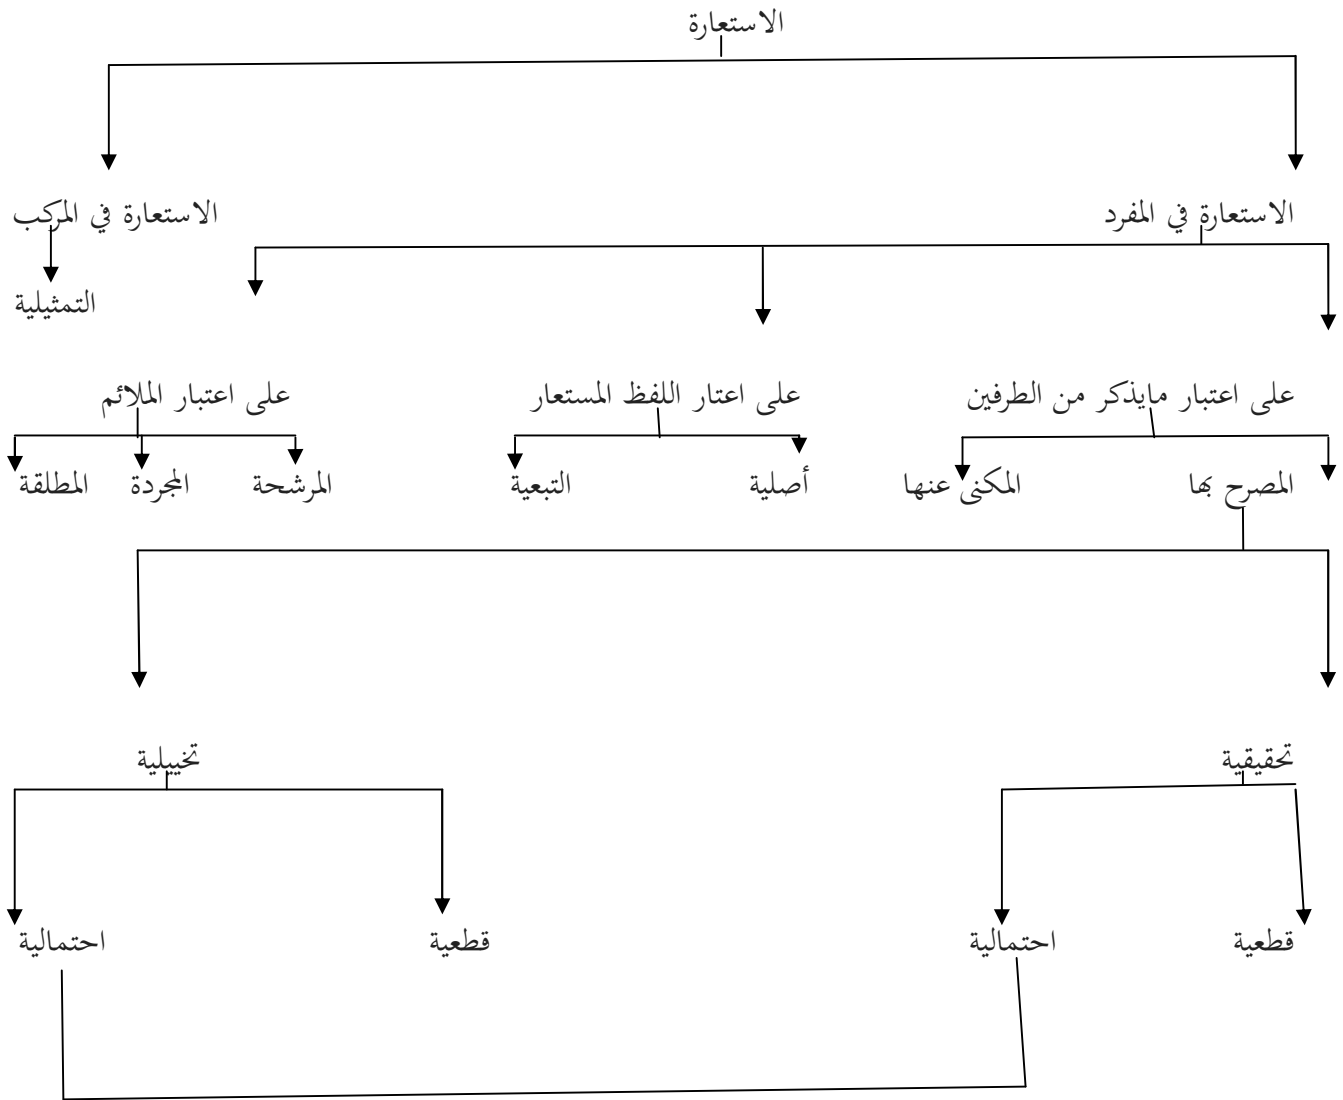 الاستعارة
الاستعارة في المفرد
الاستعارة في المركب
التمثيلية
على اعتبار مايذكر من الطرفين
على اعتار اللفظ المستعار
على اعتبار الملائم
المصرح بها
المكنى عنها
أصلية
التبعية
المرشحة
المجردة
المطلقة
تحقيقية
تخييلية
قطعية
احتمالية
قطعية
احتمالية